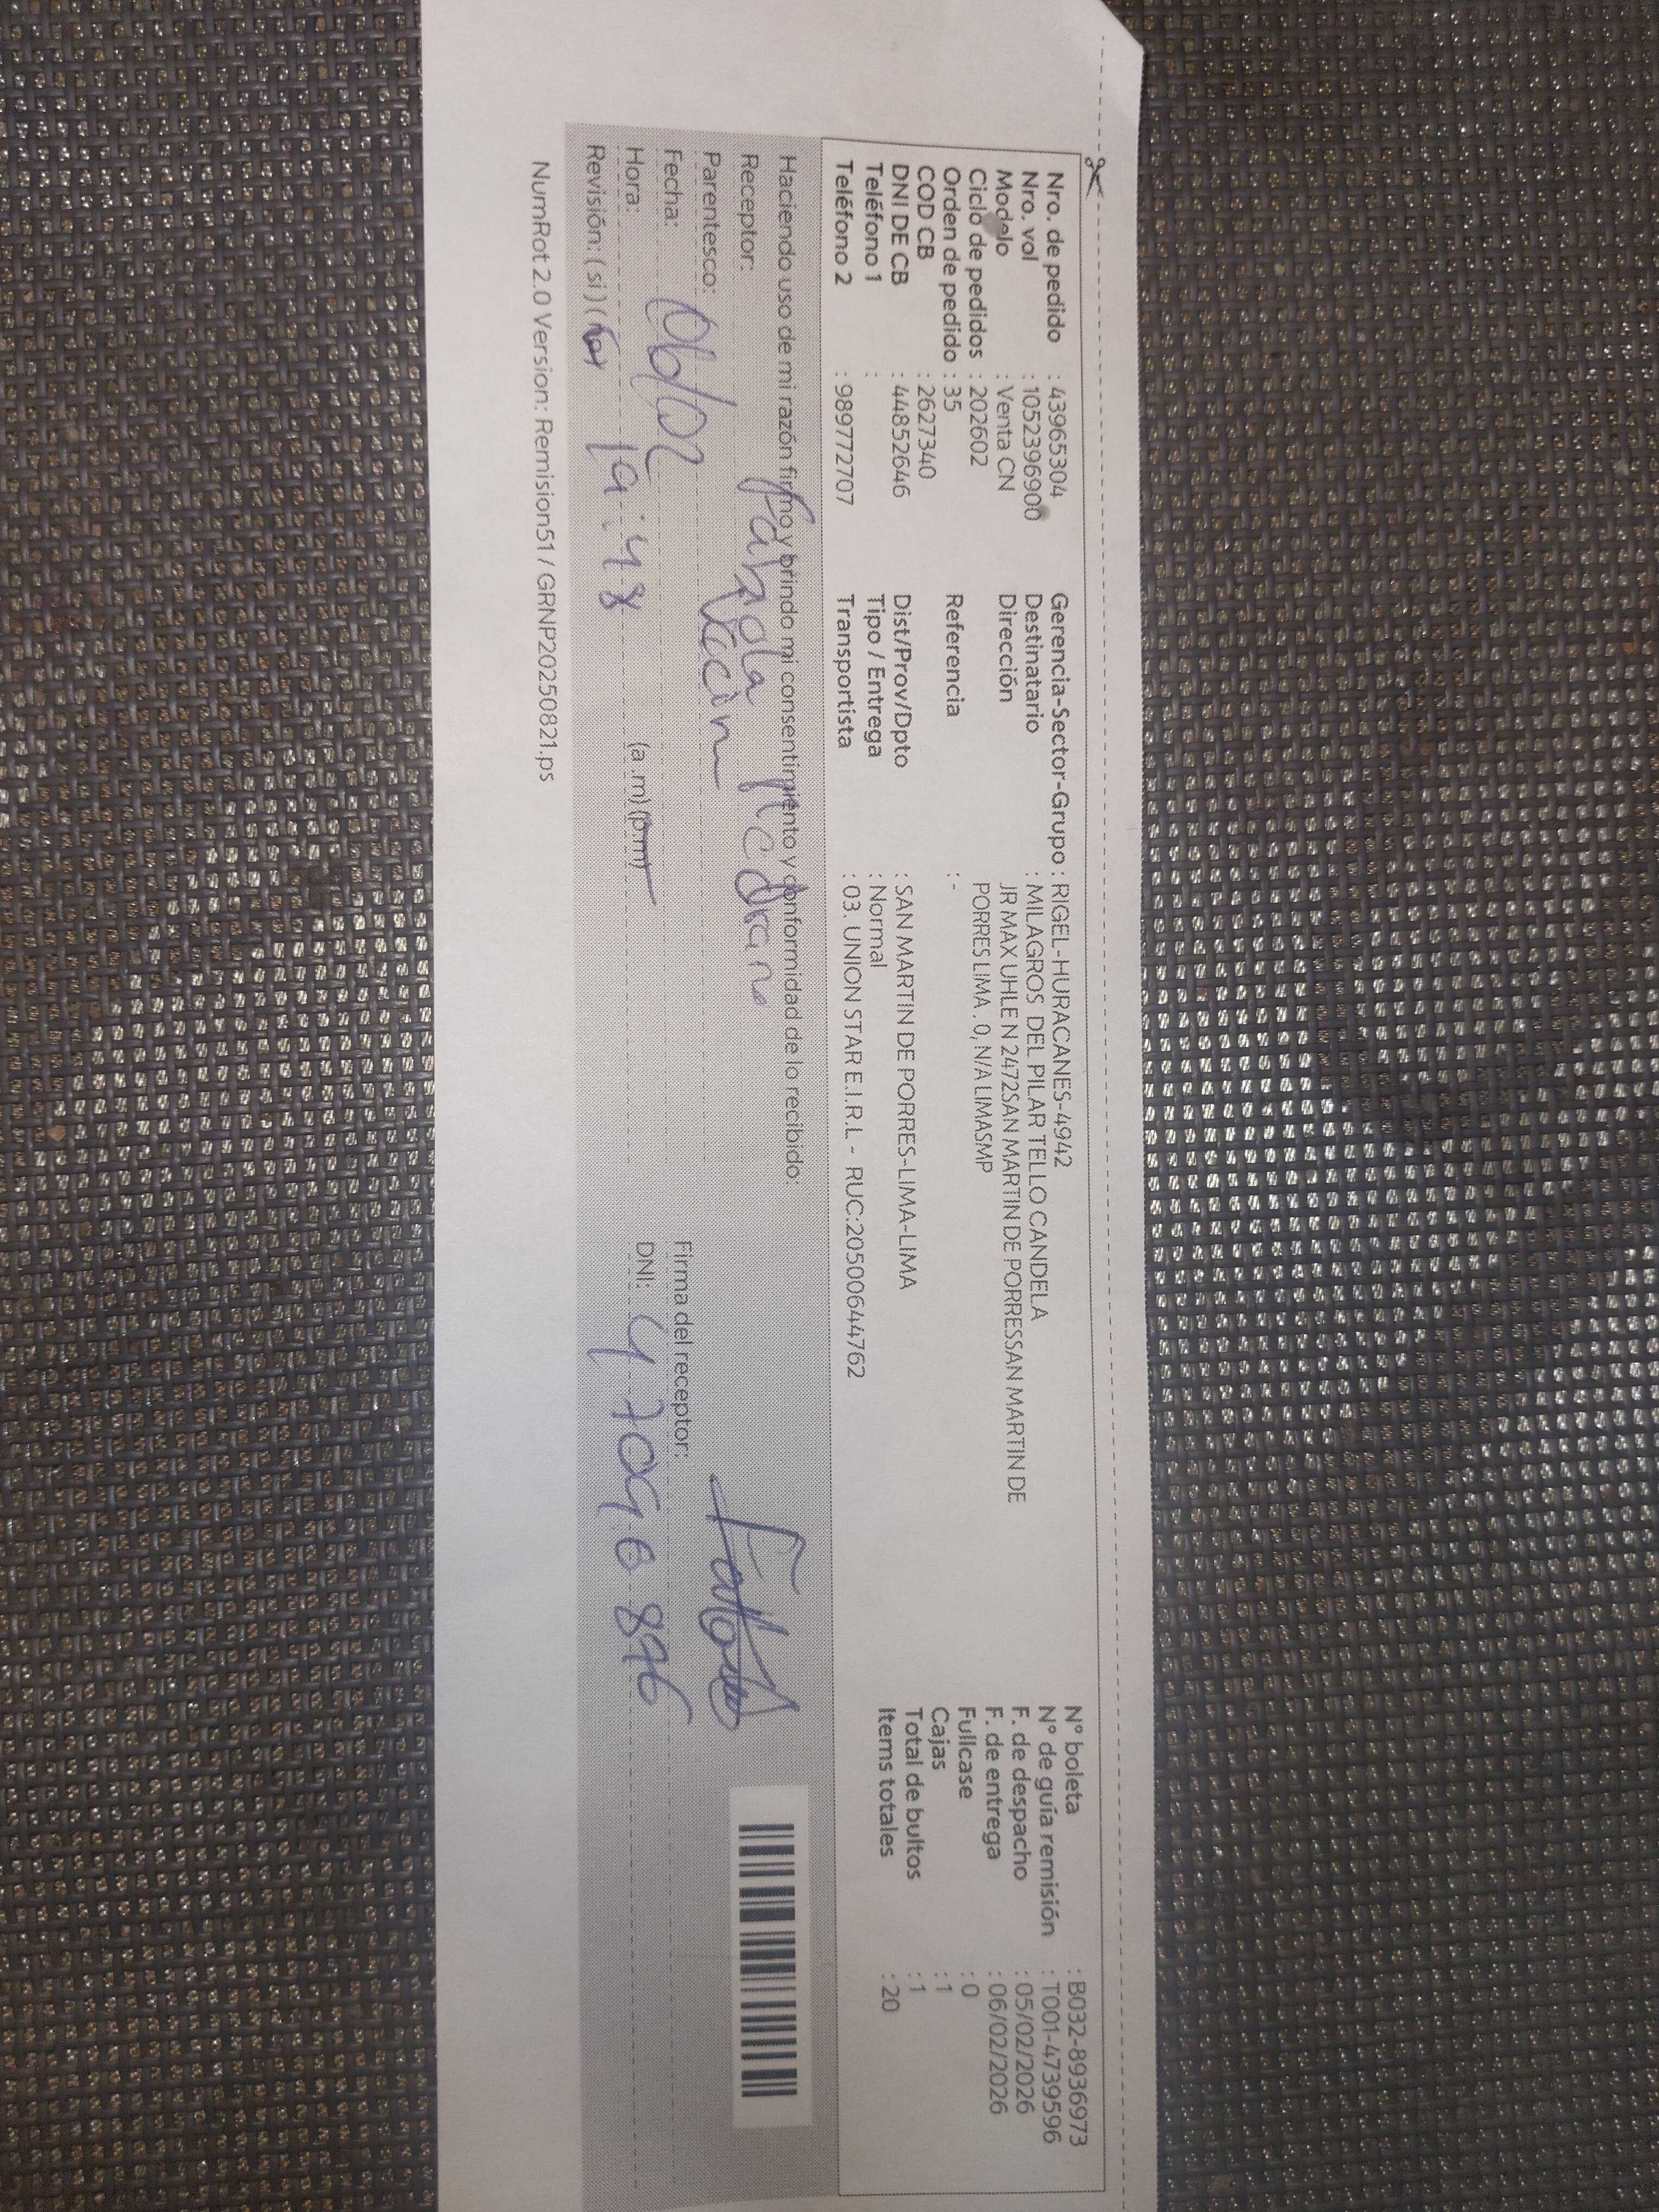 Nro. de pedido : 43965304
Nro. vol : 1052396900
Modelo : Venta CN
Ciclo de pedidos : 202602
Orden de pedido : 35
COD CB : 2627340
DNI DE CB : 44852646
Teléfono 1 :
Teléfono 2 : 989772707
Gerencia-Sector-Grupo : RIGEL-HURACANES-4942
Destinatario : MILAGROS DEL PILAR TELLO CANDELA
Dirección JR MAX UHLE N 2472SAN MARTIN DE PORRESSAN MARTIN DE
PORRES LIMA , 0, N/A LIMASMP
Referencia : -
Dist/Prov/Dpto : SAN MARTIN DE PORRES-LIMA-LIMA
Tipo / Entrega : Normal
Transportista : 03. UNION STAR E.I.R.L - RUC:20500644762
N° boleta : B032-8936973
N° de guía remisión : T001-4739596
F. de despacho : 05/02/2026
F. de entrega : 06/02/2026
Fullcase : 0
Cajas : 1
Total de bultos : 1
Items totales : 20
Haciendo uso de mi razón firmo y brindo mi consentimiento y conformidad de lo recibido:
Receptor:
Parentesco:
Fecha: 06/02
Hora: 19:48 (a.m) (p.m)
Revisión: ( si ) (no)
Firma del receptor:
DNI: 47090896
NumRot 2.0 Version: Remision51 / GRNP20250821.ps